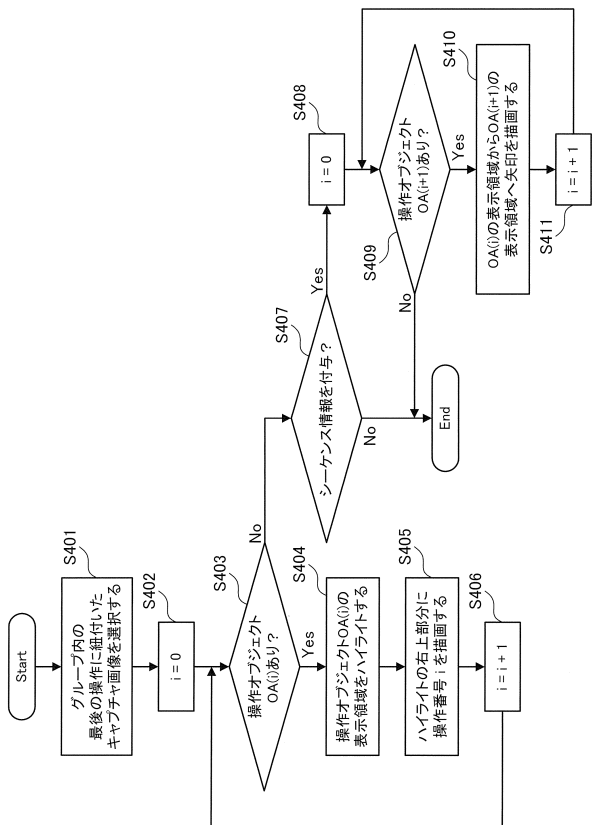 Start
S401
グループ内の
最後の操作に紐付いた
キャプチャ画像を選択する
S402
i = 0
S403
操作オブジェクト
OA(i)あり？
No
Yes
S404
操作オブジェクトOA(i)の
表示領域をハイライトする
S405
ハイライトの右上部分に
操作番号 i を描画する
S406
i = i + 1
S407
シーケンス情報を付与？
Yes
No
S408
i = 0
S409
操作オブジェクト
OA(i+1)あり？
No
Yes
S410
OA(i)の表示領域からOA(i+1)の
表示領域へ矢印を描画する
S411
i = i + 1
End